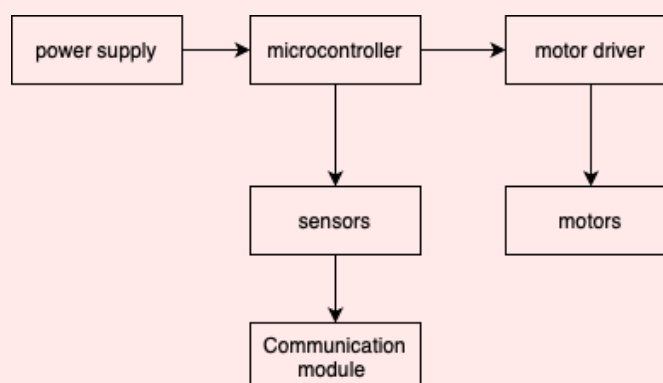 power supply
microcontroller
motor driver
sensors
motors
Communication
module